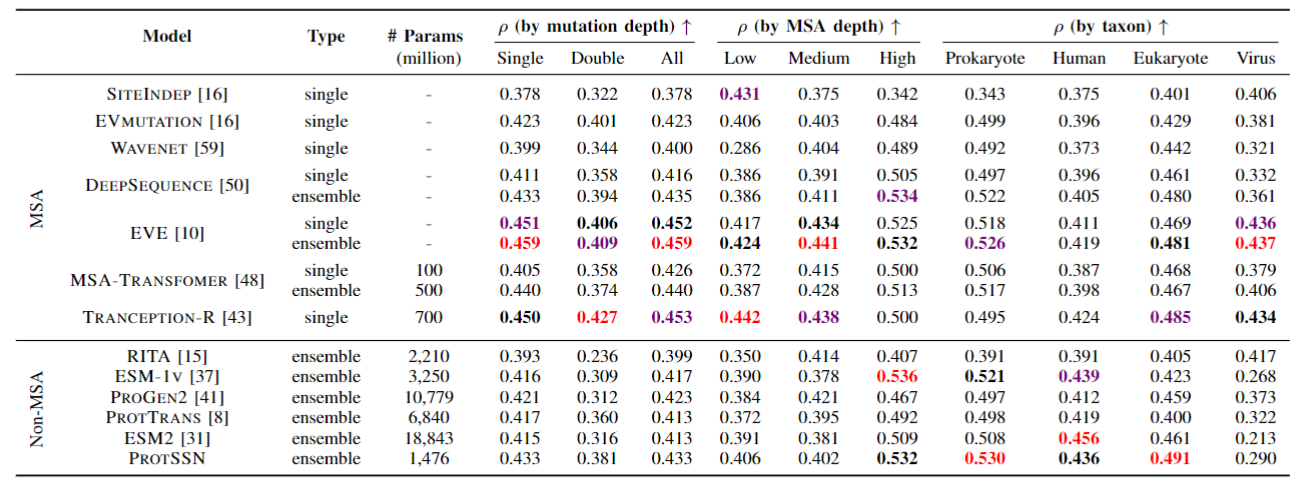 Model Type # Params (million) ρ (by mutation depth) ↑ ρ (by MSA depth) ↑ ρ (by taxon) ↑
Single Double All Low Medium High Prokaryote Human Eukaryote Virus
MSA
SITEINDEP [16] single - 0.378 0.322 0.378 0.431 0.375 0.342 0.343 0.375 0.401 0.406
EVMUTATION [16] single - 0.423 0.401 0.423 0.406 0.403 0.484 0.499 0.396 0.429 0.381
WAVENET [59] single - 0.399 0.344 0.400 0.286 0.404 0.489 0.492 0.373 0.442 0.321
DEEPSEQUENCE [50] single - 0.411 0.358 0.416 0.386 0.391 0.505 0.497 0.396 0.461 0.332
ensemble - 0.433 0.394 0.435 0.386 0.411 0.534 0.522 0.405 0.480 0.361
EVE [10] single - 0.451 0.406 0.452 0.417 0.434 0.525 0.518 0.411 0.469 0.436
ensemble - 0.459 0.409 0.459 0.424 0.441 0.532 0.526 0.419 0.481 0.437
MSA-TRANSFOMER [48] single 100 0.405 0.358 0.426 0.372 0.415 0.500 0.506 0.387 0.468 0.379
ensemble 500 0.440 0.374 0.440 0.387 0.428 0.513 0.517 0.398 0.467 0.406
TRANCEPTION-R [43] single 700 0.450 0.427 0.453 0.442 0.438 0.500 0.495 0.424 0.485 0.434
Non-MSA
RITA [15] ensemble 2,210 0.393 0.236 0.399 0.350 0.414 0.407 0.391 0.391 0.405 0.417
ESM-1V [37] ensemble 3,250 0.416 0.309 0.417 0.390 0.378 0.536 0.521 0.439 0.423 0.268
PROGEN2 [41] ensemble 10,779 0.421 0.312 0.423 0.384 0.421 0.467 0.497 0.412 0.459 0.373
PROTTRANS [8] ensemble 6,840 0.417 0.360 0.413 0.372 0.395 0.492 0.498 0.419 0.400 0.322
ESM2 [31] ensemble 18,843 0.415 0.316 0.413 0.391 0.381 0.509 0.508 0.456 0.461 0.213
PROTSSN ensemble 1,476 0.433 0.381 0.433 0.406 0.402 0.532 0.530 0.436 0.491 0.290